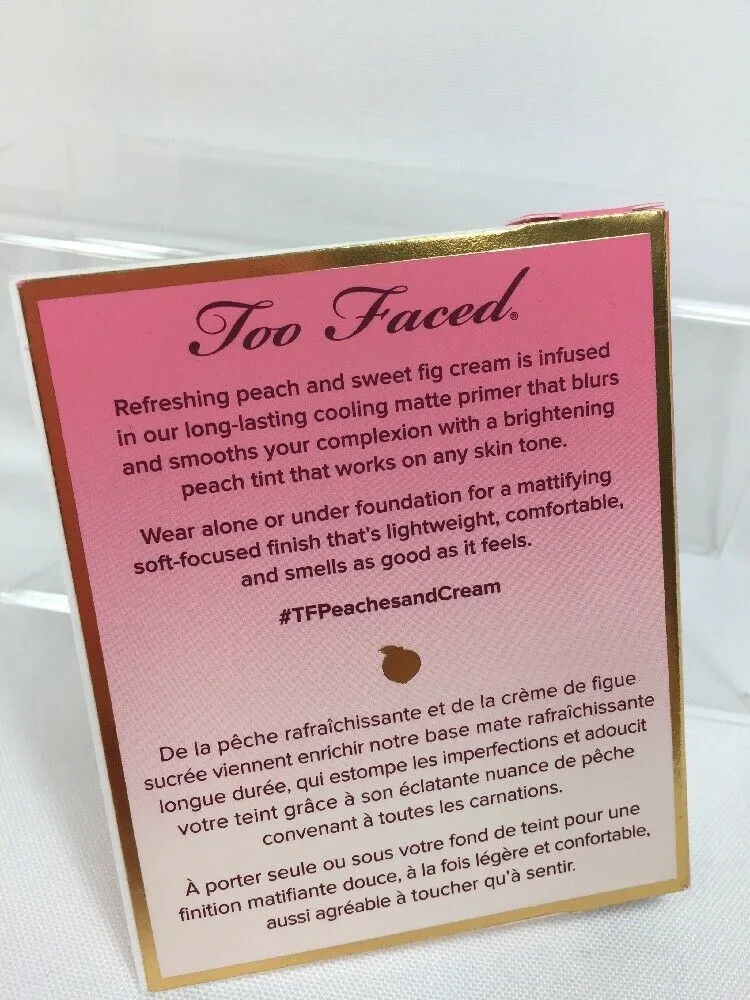 Too Faced®
Refreshing peach and sweet fig cream is infused
in our long-lasting cooling matte primer that blurs
and smooths your complexion with a brightening
peach tint that works on any skin tone.
Wear alone or under foundation for a mattifying
soft-focused finish that's lightweight, comfortable,
and smells as good as it feels.
#TFPeachesandCream
De la pêche rafraîchissante et de la crème de figue
sucrée viennent enrichir notre base mate rafraîchissante
longue durée, qui estompe les imperfections et adoucit
votre teint grâce à son éclatante nuance de pêche
convenant à toutes les carnations.
À porter seule ou sous votre fond de teint pour une
finition matifiante douce, à la fois légère et confortable,
aussi agréable à toucher qu'à sentir.